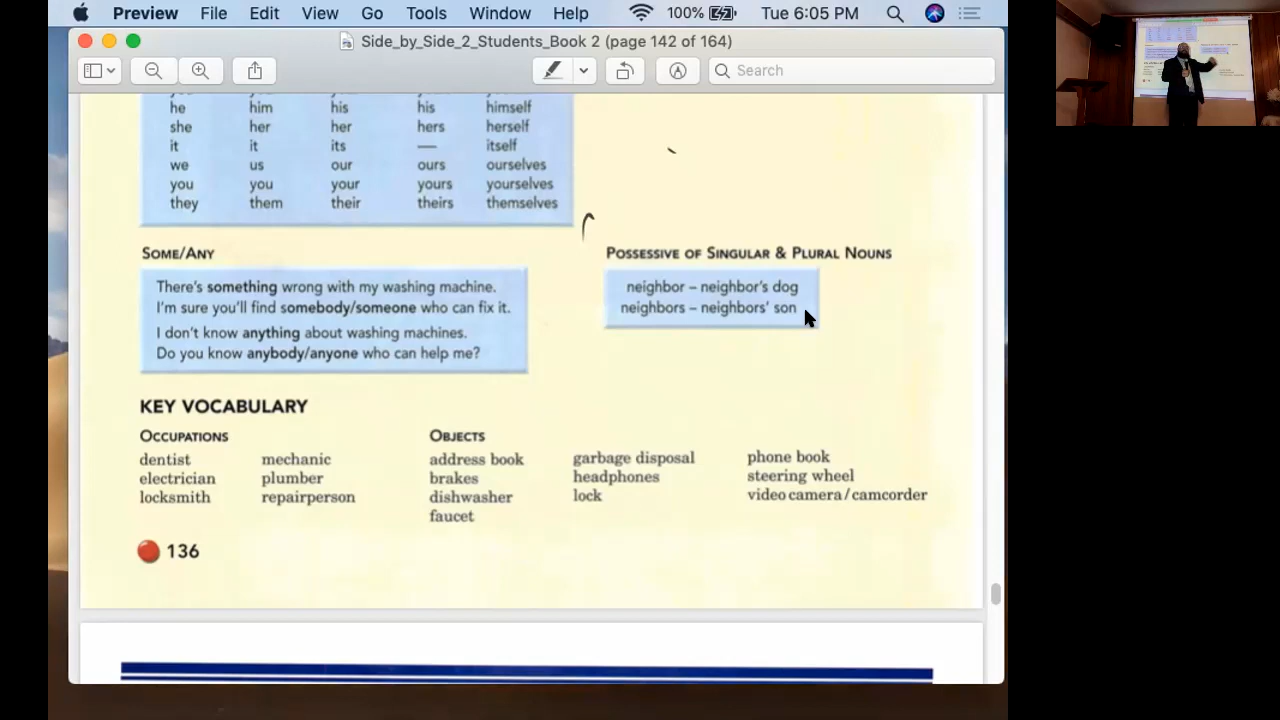 Preview File Edit View Go Tools Window Help 100% Tue 6:05 PM
Side_by_Side_2_Students_Book 2 (page 142 of 164)
Search
he him his his himself
she her her hers herself
it it its — itself
we us our ours ourselves
you you your yours yourselves
they them their theirs themselves
SOME/ANY
There's something wrong with my washing machine.
I'm sure you'll find somebody/someone who can fix it.
I don't know anything about washing machines.
Do you know anybody/anyone who can help me?
POSSESSIVE OF SINGULAR & PLURAL NOUNS
neighbor – neighbor's dog
neighbors – neighbors' son
KEY VOCABULARY
OCCUPATIONS
dentist
electrician
locksmith
mechanic
plumber
repairperson
OBJECTS
address book
brakes
dishwasher
faucet
garbage disposal
headphones
lock
phone book
steering wheel
video camera/camcorder
136